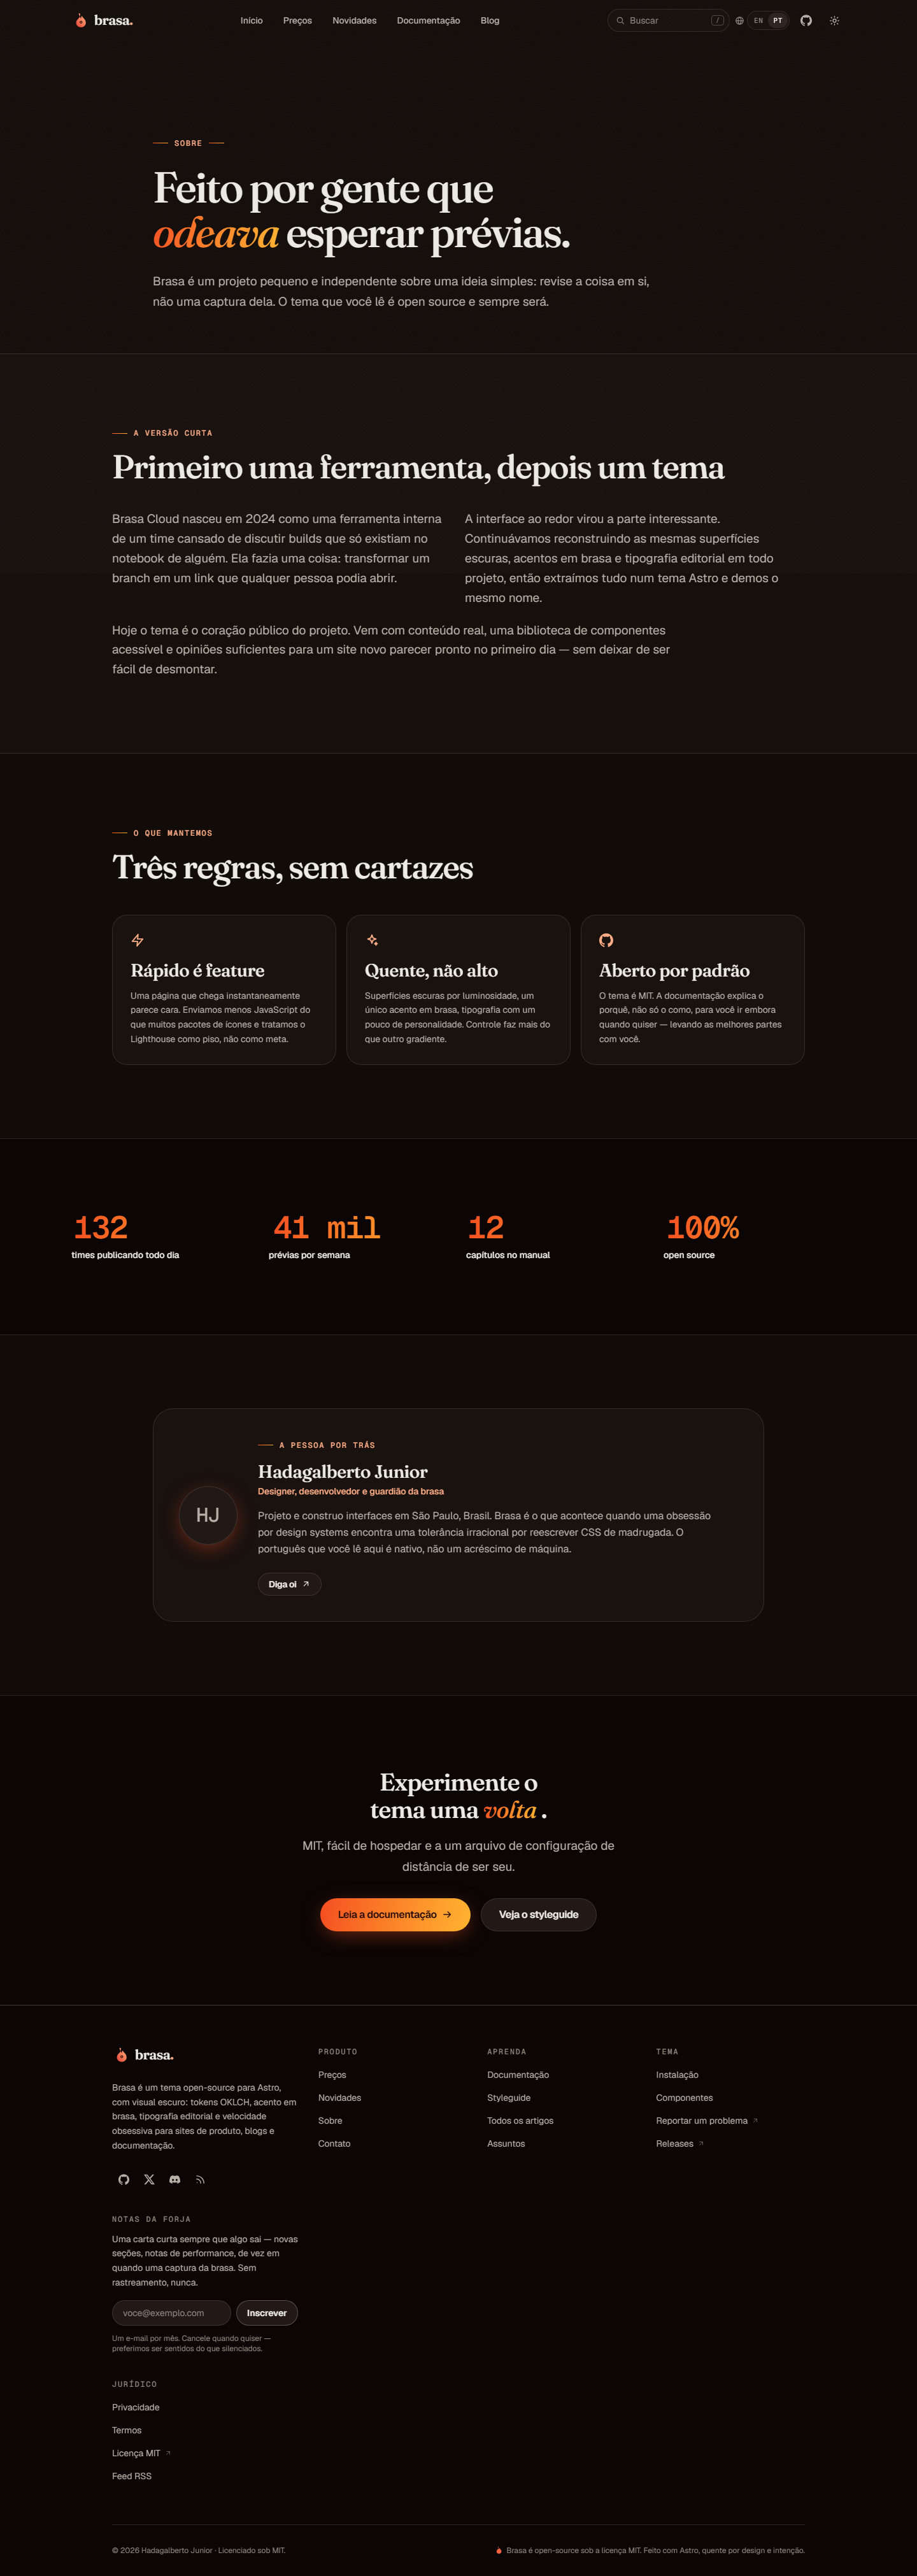 brasa.
Início
Preços
Novidades
Documentação
Blog
Buscar
/
EN
PT
SOBRE
Feito por gente que
odeava esperar prévias.
Brasa é um projeto pequeno e independente sobre uma ideia simples: revise a coisa em si,
não uma captura dela. O tema que você lê é open source e sempre será.
A VERSÃO CURTA
Primeiro uma ferramenta, depois um tema
Brasa Cloud nasceu em 2024 como uma ferramenta interna
de um time cansado de discutir builds que só existiam no
notebook de alguém. Ela fazia uma coisa: transformar um
branch em um link que qualquer pessoa podia abrir.
A interface ao redor virou a parte interessante.
Continuávamos reconstruindo as mesmas superfícies
escuras, acentos em brasa e tipografia editorial em todo
projeto, então extraímos tudo num tema Astro e demos o
mesmo nome.
Hoje o tema é o coração público do projeto. Vem com conteúdo real, uma biblioteca de componentes
acessível e opiniões suficientes para um site novo parecer pronto no primeiro dia — sem deixar de ser
fácil de desmontar.
O QUE MANTEMOS
Três regras, sem cartazes
Rápido é feature
Uma página que chega instantaneamente
parece cara. Enviamos menos JavaScript do
que muitos pacotes de ícones e tratamos o
Lighthouse como piso, não como meta.
Quente, não alto
Superfícies escuras por luminosidade, um
único acento em brasa, tipografia com um
pouco de personalidade. Controle faz mais do
que outro gradiente.
Aberto por padrão
O tema é MIT. A documentação explica o
porquê, não só o como, para você ir embora
quando quiser — levando as melhores partes
com você.
132
times publicando todo dia
41 mil
prévias por semana
12
capítulos no manual
100%
open source
HJ
A PESSOA POR TRÁS
Hadagalberto Junior
Designer, desenvolvedor e guardião da brasa
Projeto e construo interfaces em São Paulo, Brasil. Brasa é o que acontece quando uma obsessão
por design systems encontra uma tolerância irracional por reescrever CSS de madrugada. O
português que você lê aqui é nativo, não um acréscimo de máquina.
Diga oi
Experimente o
tema uma volta .
MIT, fácil de hospedar e a um arquivo de configuração de
distância de ser seu.
Leia a documentação →
Veja o styleguide
brasa.
Brasa é um tema open-source para Astro,
com visual escuro: tokens OKLCH, acento em
brasa, tipografia editorial e velocidade
obsessiva para sites de produto, blogs e
documentação.
PRODUTO
Preços
Novidades
Sobre
Contato
APRENDA
Documentação
Styleguide
Todos os artigos
Assuntos
TEMA
Instalação
Componentes
Reportar um problema
Releases
NOTAS DA FORJA
Uma carta curta sempre que algo sai — novas
seções, notas de performance, de vez em
quando uma captura da brasa. Sem
rastreamento, nunca.
voce@exemplo.com
Inscrever
Um e-mail por mês. Cancele quando quiser —
preferimos ser sentidos do que silenciados.
JURÍDICO
Privacidade
Termos
Licença MIT
Feed RSS
© 2026 Hadagalberto Junior · Licenciado sob MIT.
Brasa é open-source sob a licença MIT. Feito com Astro, quente por design e intenção.